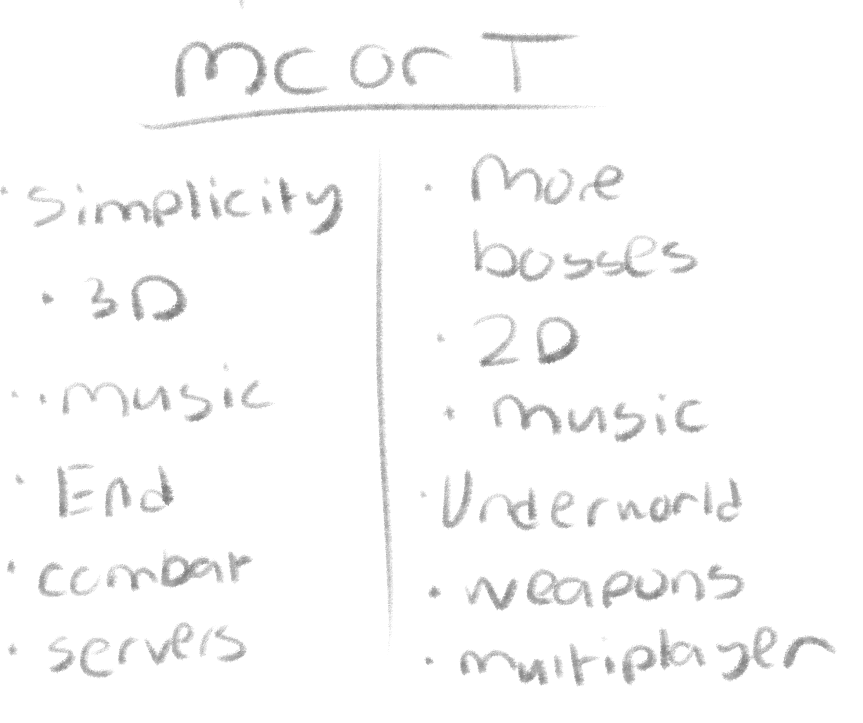 MC or T
· Simplicity
· 3D
· music
· End
· combat
· servers
· More
bosses
· 2D
· music
· Underworld
· weapons
· multiplayer